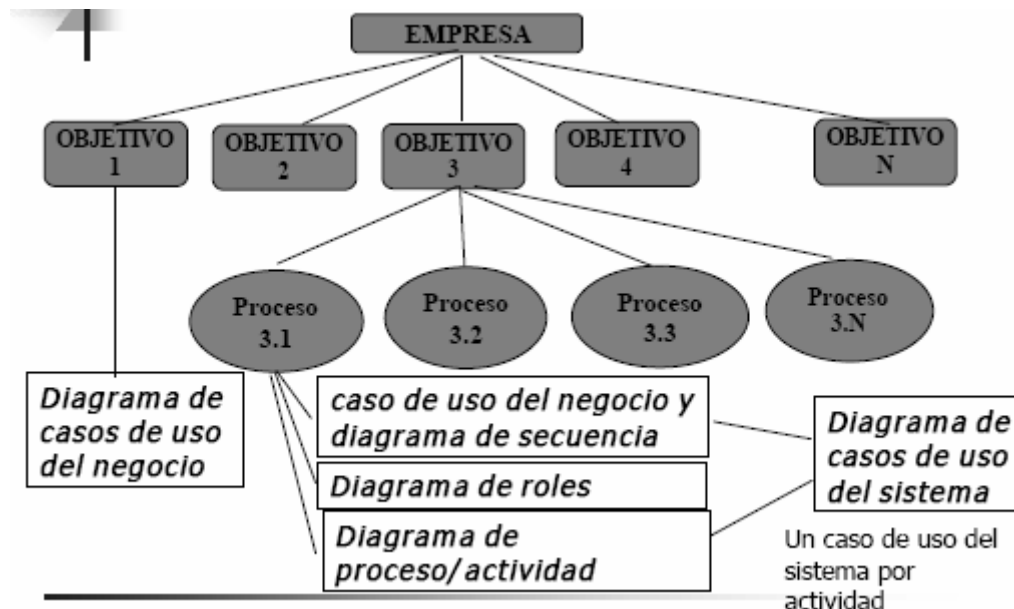 EMPRESA
OBJETIVO
1
OBJETIVO
2
OBJETIVO
3
OBJETIVO
4
OBJETIVO
N
Proceso
3.1
Proceso
3.2
Proceso
3.3
Proceso
3.N
Diagrama de
casos de uso
del negocio
caso de uso del negocio y
diagrama de secuencia
Diagrama de roles
Diagrama de
proceso/actividad
Diagrama de
casos de uso
del sistema
Un caso de uso del
sistema por
actividad